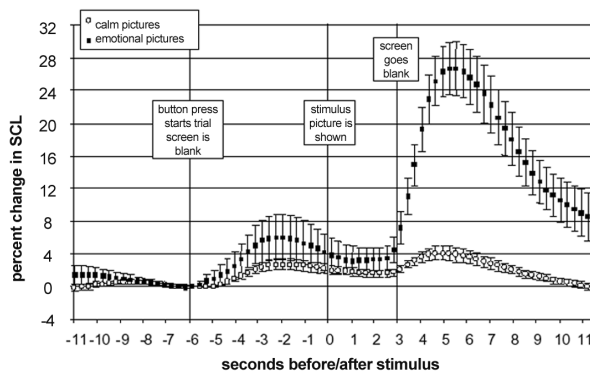 calm pictures
emotional pictures
percent change in SCL
32
28
24
20
16
12
8
4
0
-4
button press
starts trial
screen is
blank
stimulus
picture is
shown
screen
goes
blank
-11 -10 -9 -8 -7 -6 -5 -4 -3 -2 -1 0 1 2 3 4 5 6 7 8 9 10 11
seconds before/after stimulus